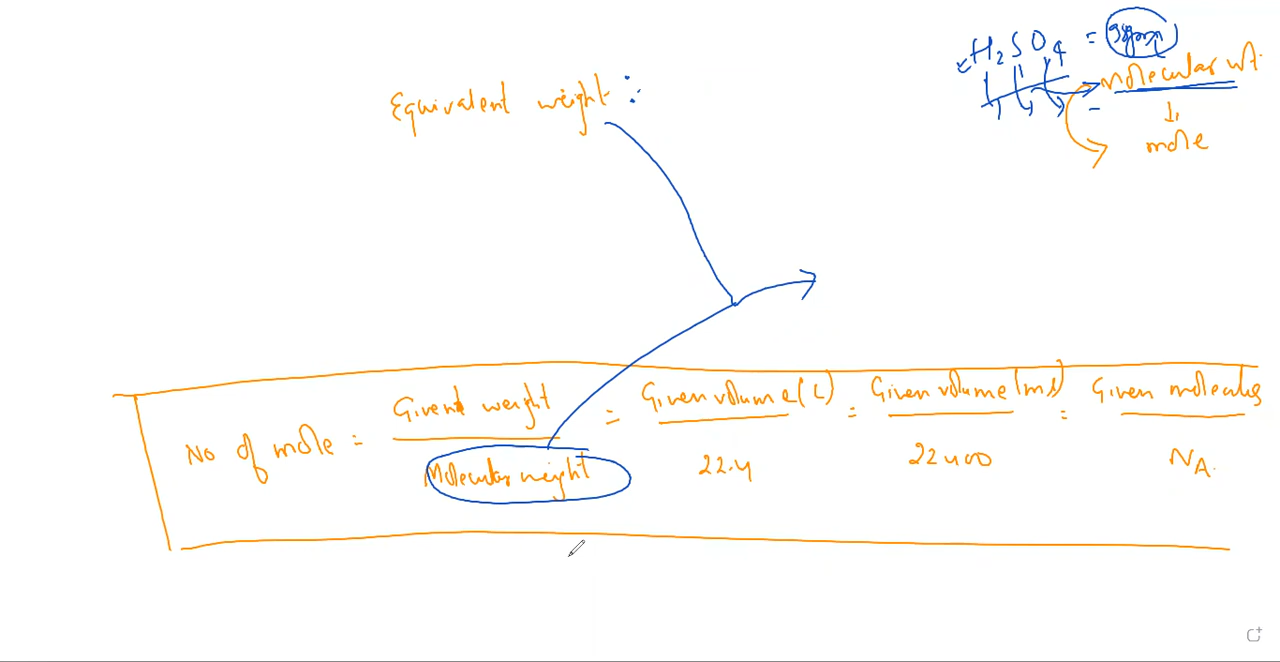 H2SO4 = 98gm
Molecular wt.
mole
Equivalent weight :
No of mole = Given weight / Molecular weight = Given volume (L) / 22.4 = Given volume (ml) / 22400 = Given molecules / NA.